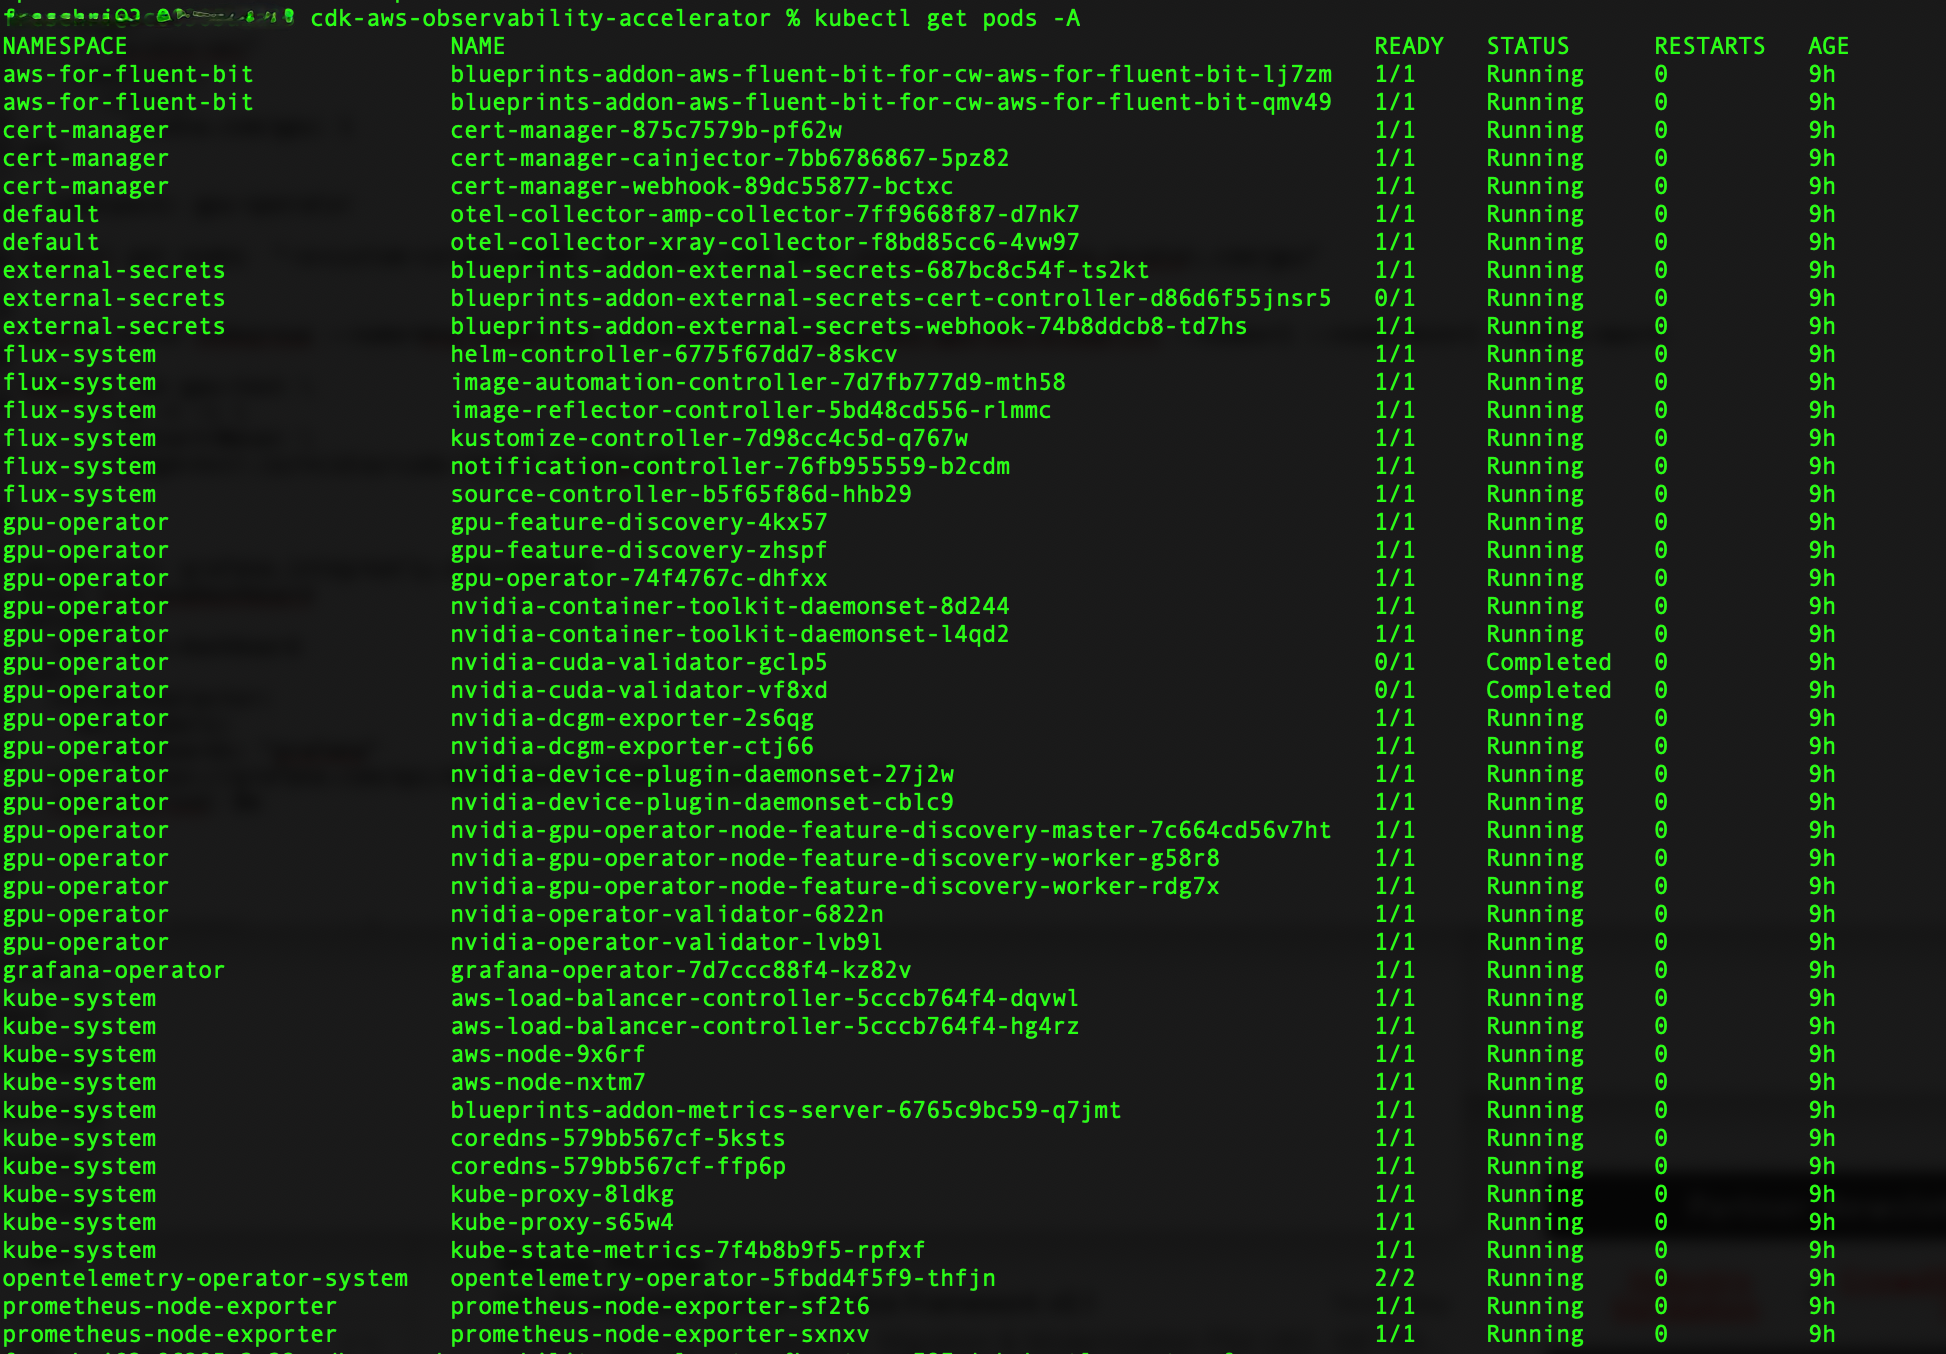 cdk-aws-observability-accelerator % kubectl get pods -A
NAMESPACE NAME READY STATUS RESTARTS AGE
aws-for-fluent-bit blueprints-addon-aws-fluent-bit-for-cw-aws-for-fluent-bit-lj7zm 1/1 Running 0 9h
aws-for-fluent-bit blueprints-addon-aws-fluent-bit-for-cw-aws-for-fluent-bit-qmv49 1/1 Running 0 9h
cert-manager cert-manager-875c7579b-pf62w 1/1 Running 0 9h
cert-manager cert-manager-cainjector-7bb6786867-5pz82 1/1 Running 0 9h
cert-manager cert-manager-webhook-89dc55877-bctxc 1/1 Running 0 9h
default otel-collector-amp-collector-7ff9668f87-d7nk7 1/1 Running 0 9h
default otel-collector-xray-collector-f8bd85cc6-4vw97 1/1 Running 0 9h
external-secrets blueprints-addon-external-secrets-687bc8c54f-ts2kt 1/1 Running 0 9h
external-secrets blueprints-addon-external-secrets-cert-controller-d86d6f55jnsr5 0/1 Running 0 9h
external-secrets blueprints-addon-external-secrets-webhook-74b8ddcb8-td7hs 1/1 Running 0 9h
flux-system helm-controller-6775f67dd7-8skcv 1/1 Running 0 9h
flux-system image-automation-controller-7d7fb777d9-mth58 1/1 Running 0 9h
flux-system image-reflector-controller-5bd48cd556-rlmmc 1/1 Running 0 9h
flux-system kustomize-controller-7d98cc4c5d-q767w 1/1 Running 0 9h
flux-system notification-controller-76fb955559-b2cdm 1/1 Running 0 9h
flux-system source-controller-b5f65f86d-hhb29 1/1 Running 0 9h
gpu-operator gpu-feature-discovery-4kx57 1/1 Running 0 9h
gpu-operator gpu-feature-discovery-zhspf 1/1 Running 0 9h
gpu-operator gpu-operator-74f4767c-dhfxx 1/1 Running 0 9h
gpu-operator nvidia-container-toolkit-daemonset-8d244 1/1 Running 0 9h
gpu-operator nvidia-container-toolkit-daemonset-l4qd2 1/1 Running 0 9h
gpu-operator nvidia-cuda-validator-gclp5 0/1 Completed 0 9h
gpu-operator nvidia-cuda-validator-vf8xd 0/1 Completed 0 9h
gpu-operator nvidia-dcgm-exporter-2s6qg 1/1 Running 0 9h
gpu-operator nvidia-dcgm-exporter-ctj66 1/1 Running 0 9h
gpu-operator nvidia-device-plugin-daemonset-27j2w 1/1 Running 0 9h
gpu-operator nvidia-device-plugin-daemonset-cblc9 1/1 Running 0 9h
gpu-operator nvidia-gpu-operator-node-feature-discovery-master-7c664cd56v7ht 1/1 Running 0 9h
gpu-operator nvidia-gpu-operator-node-feature-discovery-worker-g58r8 1/1 Running 0 9h
gpu-operator nvidia-gpu-operator-node-feature-discovery-worker-rdg7x 1/1 Running 0 9h
gpu-operator nvidia-operator-validator-6822n 1/1 Running 0 9h
gpu-operator nvidia-operator-validator-lvb9l 1/1 Running 0 9h
grafana-operator grafana-operator-7d7ccc88f4-kz82v 1/1 Running 0 9h
kube-system aws-load-balancer-controller-5cccb764f4-dqvwl 1/1 Running 0 9h
kube-system aws-load-balancer-controller-5cccb764f4-hg4rz 1/1 Running 0 9h
kube-system aws-node-9x6rf 1/1 Running 0 9h
kube-system aws-node-nxtm7 1/1 Running 0 9h
kube-system blueprints-addon-metrics-server-6765c9bc59-q7jmt 1/1 Running 0 9h
kube-system coredns-579bb567cf-5ksts 1/1 Running 0 9h
kube-system coredns-579bb567cf-ffp6p 1/1 Running 0 9h
kube-system kube-proxy-8ldkg 1/1 Running 0 9h
kube-system kube-proxy-s65w4 1/1 Running 0 9h
kube-system kube-state-metrics-7f4b8b9f5-rpfxf 1/1 Running 0 9h
opentelemetry-operator-system opentelemetry-operator-5fbdd4f5f9-thfjn 2/2 Running 0 9h
prometheus-node-exporter prometheus-node-exporter-sf2t6 1/1 Running 0 9h
prometheus-node-exporter prometheus-node-exporter-sxnxv 1/1 Running 0 9h